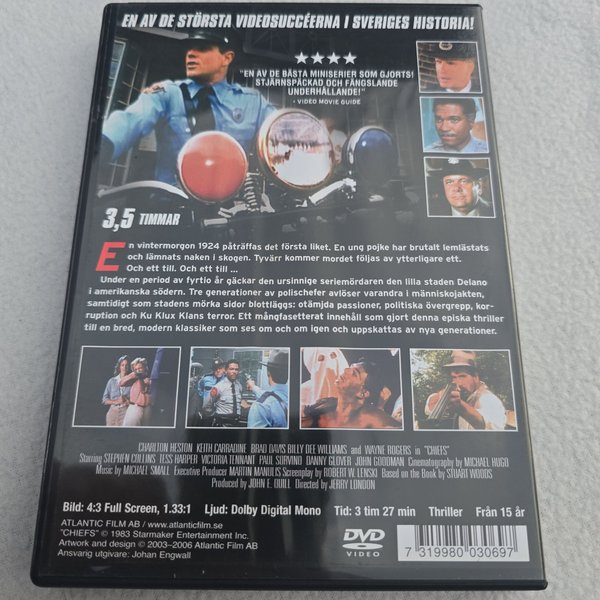 EN AV DE STÖRSTA VIDEOSUCCÉERNA I SVERIGES HISTORIA!
"EN AV DE BÄSTA MINISERIER SOM GJORTS!
STJÄRNSPÄCKAD OCH FÄNGSLANDE
UNDERHÅLLANDE!"
- VIDEO MOVIE GUIDE
3,5 TIMMAR
En vintermorgon 1924 påträffas det första liket. En ung pojke har brutalt lemlästats
och lämnats naken i skogen. Tyvärr kommer mordet följas av ytterligare ett.
Och ett till. Och ett till ...
Under en period av fyrtio år gäckar den ursinnige seriemördaren den lilla staden Delano
i amerikanska södern. Tre generationer av polischefer avlöser varandra i människojakten,
samtidigt som stadens mörka sidor blottläggs: otämjda passioner, politiska övergrepp, kor-
ruption och Ku Klux Klans terror. Ett mångfasetterat innehåll som gjort denna episka thriller
till en bred, modern klassiker som ses om och om igen och uppskattas av nya generationer.
CHARLTON HESTON KEITH CARRADINE BRAD DAVIS BILLY DEE WILLIAMS and WAYNE ROGERS in "CHIEFS"
Starring STEPHEN COLLINS TESS HARPER VICTORIA TENNANT PAUL SORVINO DANNY GLOVER JOHN GOODMAN Cinematography by MICHAEL HUGO
Music by MICHAEL SMALL Executive Producer MARTIN MANULIS Screenplay by ROBERT W. LENSKI Based on the Book by STUART WOODS
Produced by JOHN E. QUILL Directed by JERRY LONDON
Bild: 4:3 Full Screen, 1.33:1 Ljud: Dolby Digital Mono Tid: 3 tim 27 min Thriller Från 15 år
ATLANTIC FILM AB / www.atlanticfilm.se
"CHIEFS" © 1983 Starmaker Entertainment Inc.
Artwork and design © 2003-2006 Atlantic Film AB
Ansvarig utgivare: Johan Engwall
DVD
VIDEO
7 319980 030697